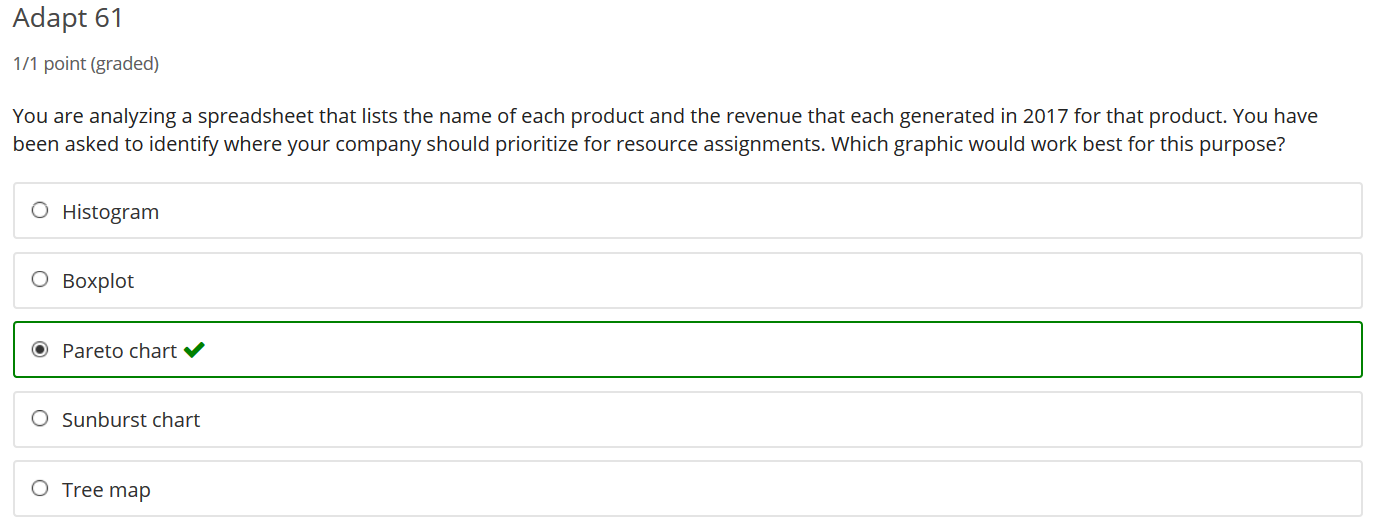 Adapt 61
1/1 point (graded)
You are analyzing a spreadsheet that lists the name of each product and the revenue that each generated in 2017 for that product. You have
been asked to identify where your company should prioritize for resource assignments. Which graphic would work best for this purpose?
Histogram
Boxplot
Pareto chart
Sunburst chart
Tree map